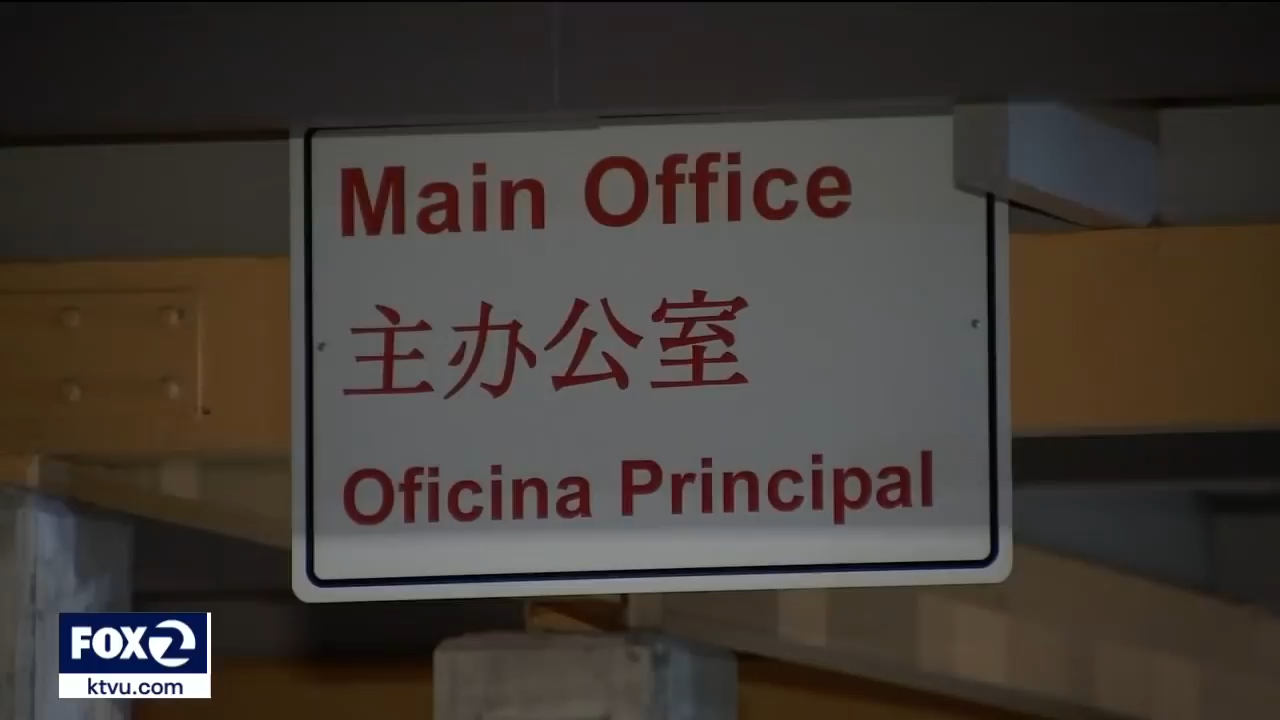 Main Office
主办公室
Oficina Principal
FOX 2
ktvu.com